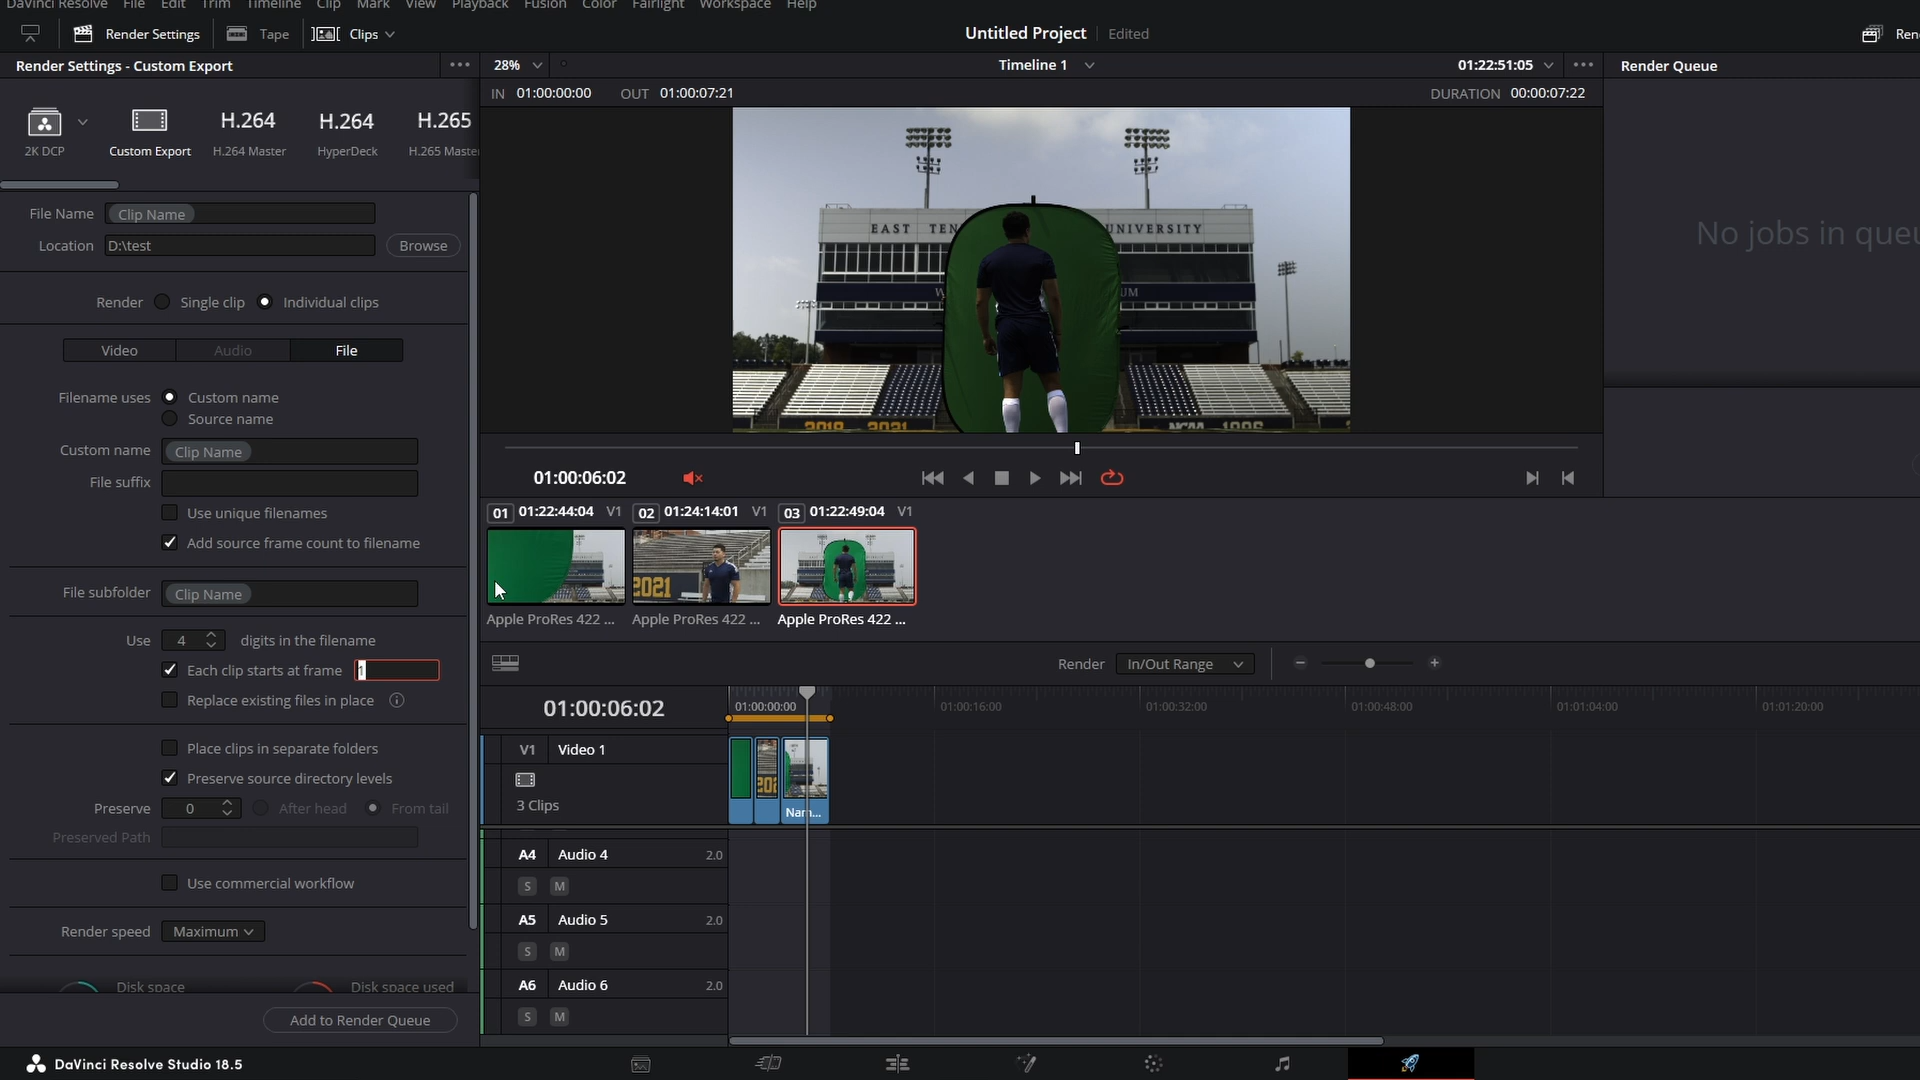 DaVinci Resolve File Edit Trim Timeline Clip Mark View Playback Fusion Color Fairlight Workspace Help
Render Settings Tape Clips Untitled Project Edited
Render Settings - Custom Export 28% Timeline 1 01:22:51:05 Render Queue
IN 01:00:00:00 OUT 01:00:07:21 DURATION 00:00:07:22
H.264 H.264 H.265
2K DCP Custom Export H.264 Master HyperDeck H.265
File Name Clip Name
Location D:\test Browse
No jobs in
Render Single clip Individual clips
Video Audio File
EAST UNIVERSITY
2018 2021
Filename uses Custom name
Source name
Custom name Clip Name
File suffix
01:00:06:02
Use unique filenames
Add source frame count to filename
01 01:22:44:04 V1 02 01:24:14:01 V1 03 01:22:49:04 V1
2021
File subfolder Clip Name
Apple ProRes 422 ... Apple ProRes 422 ... Apple ProRes 422 ...
Use 4 digits in the filename
Each clip starts at frame 1
Replace existing files in place
Render In/Out Range
01:00:06:02 01:00:00:00 01:00:16:00 01:00:32:00 01:00:48:00 01:01:04:00 01:01:20:00
Place clips in separate folders
Preserve source directory levels
Preserve 0 After head From tail
Preserved Path
V1 Video 1
3 Clips
Use commercial workflow
A4 Audio 4 2.0
S M
Render speed Maximum
A5 Audio 5 2.0
S M
Disk space Disk space used
A6 Audio 6 2.0
S M
Add to Render Queue
DaVinci Resolve Studio 18.5